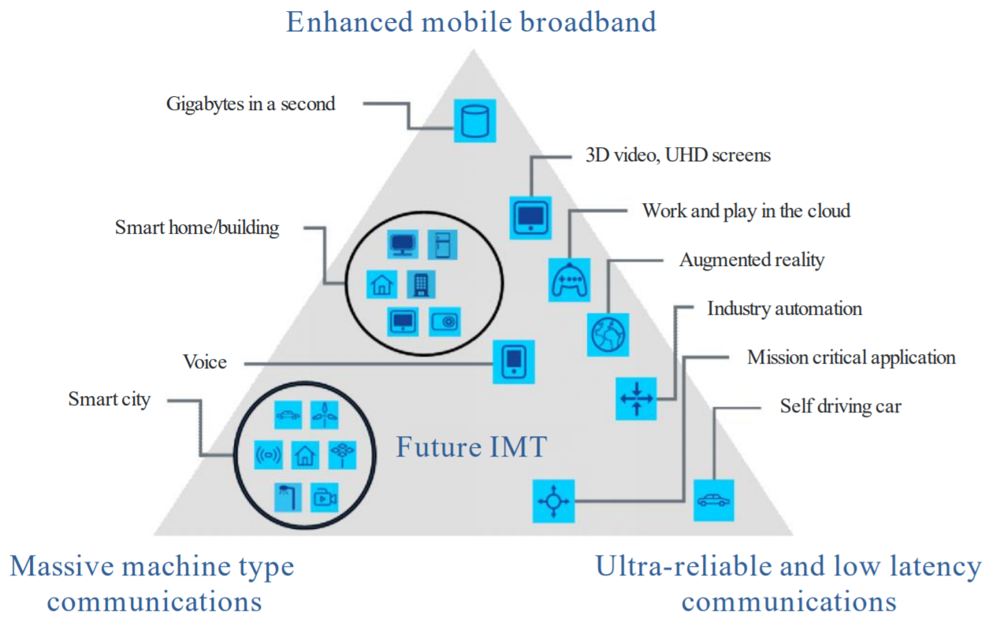 Enhanced mobile broadband
Gigabytes in a second
3D video, UHD screens
Work and play in the cloud
Smart home/building
Augmented reality
Industry automation
Mission critical application
Voice
Smart city
Self driving car
Future IMT
Massive machine type
communications
Ultra-reliable and low latency
communications